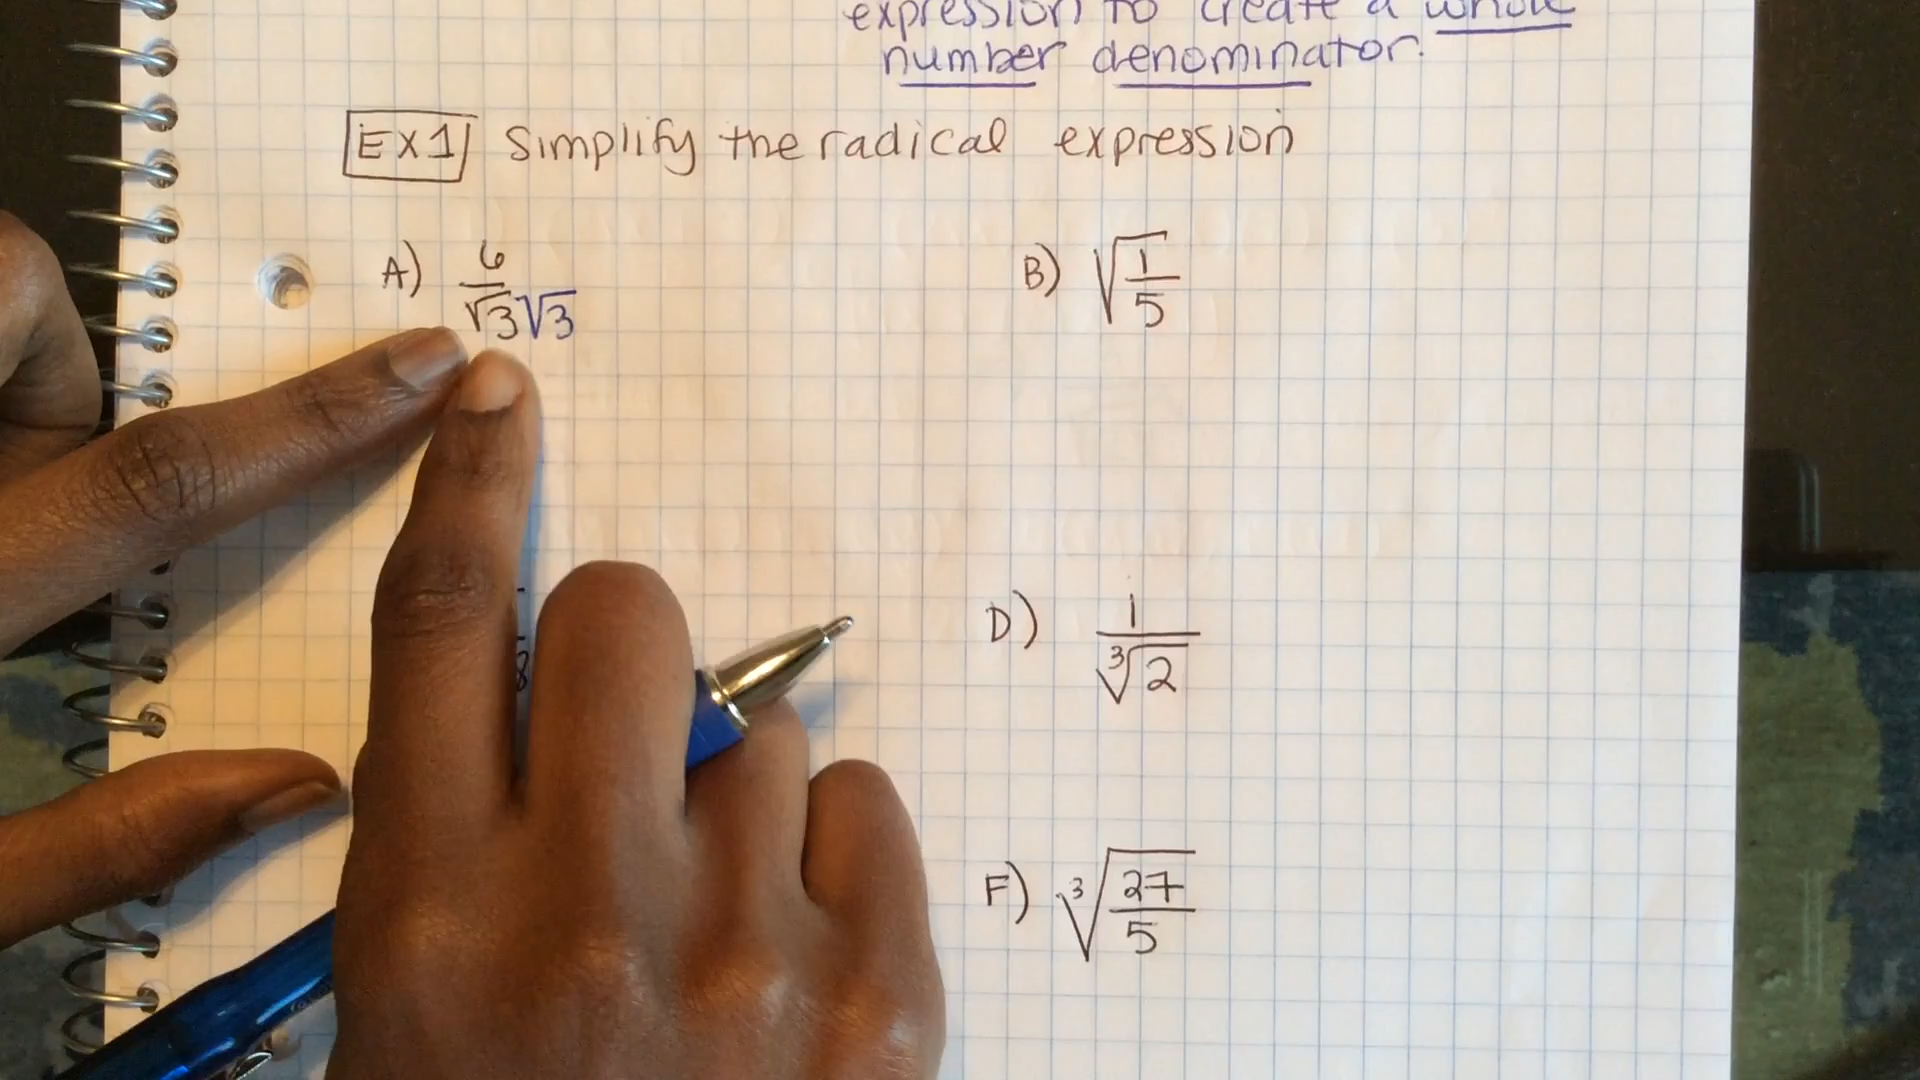 expression to create a whole
number denominator.
EX1 Simplify the radical expression
A) 6/√3 √3
B) √(1/5)
D) 1/∛2
F) ∛(27/5)